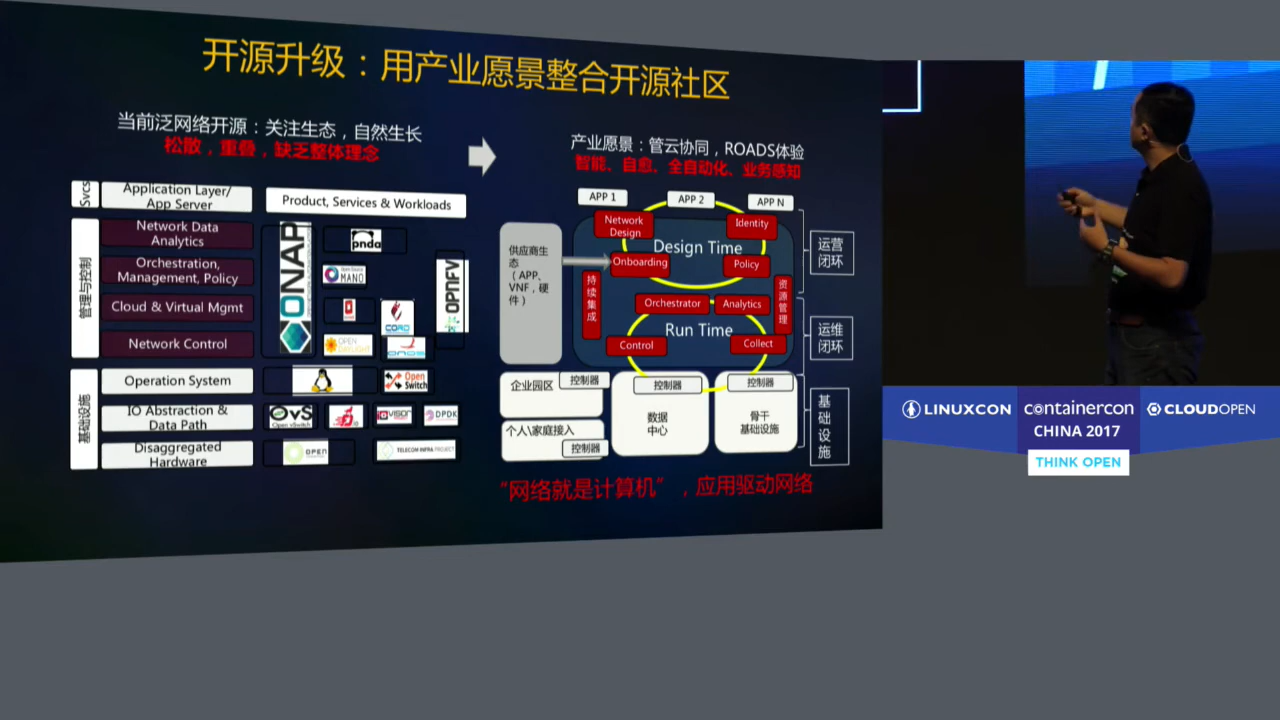 开源升级：用产业愿景整合开源社区
当前泛网络开源：关注生态，自然生长
松散，重叠，缺乏整体理念
Svcs
Application Layer/
App Server
Product, Services & Workloads
管理与控制
Network Data
Analytics
Orchestration,
Management, Policy
Cloud & Virtual Mgmt
Network Control
ONAP
pnda
Open Source
MANO
CORD
OPEN
DAYLIGHT
ONOS
OPNFV
基础设施
Operation System
Open
Switch
IO Abstraction &
Data Path
OvS
Open vSwitch
IOVISOR
DPDK
Disaggregated
Hardware
OPEN
TELECOM INFRA PROJECT
产业愿景：管云协同，ROADS体验
智能、自愈、全自动化、业务感知
APP 1
APP 2
APP N
供应商生
态
（APP、
VNF，硬
件）
Network
Design
Identity
Design Time
Onboarding
Policy
持续集成
资源管理
Orchestrator
Analytics
Run Time
Control
Collect
运营
闭环
运维
闭环
基础设施
企业园区
控制器
个人\家庭接入
控制器
控制器
数据
中心
控制器
骨干
基础设施
“网络就是计算机”，应用驱动网络
LINUXCON
containercon
CLOUDOPEN
CHINA 2017
THINK OPEN